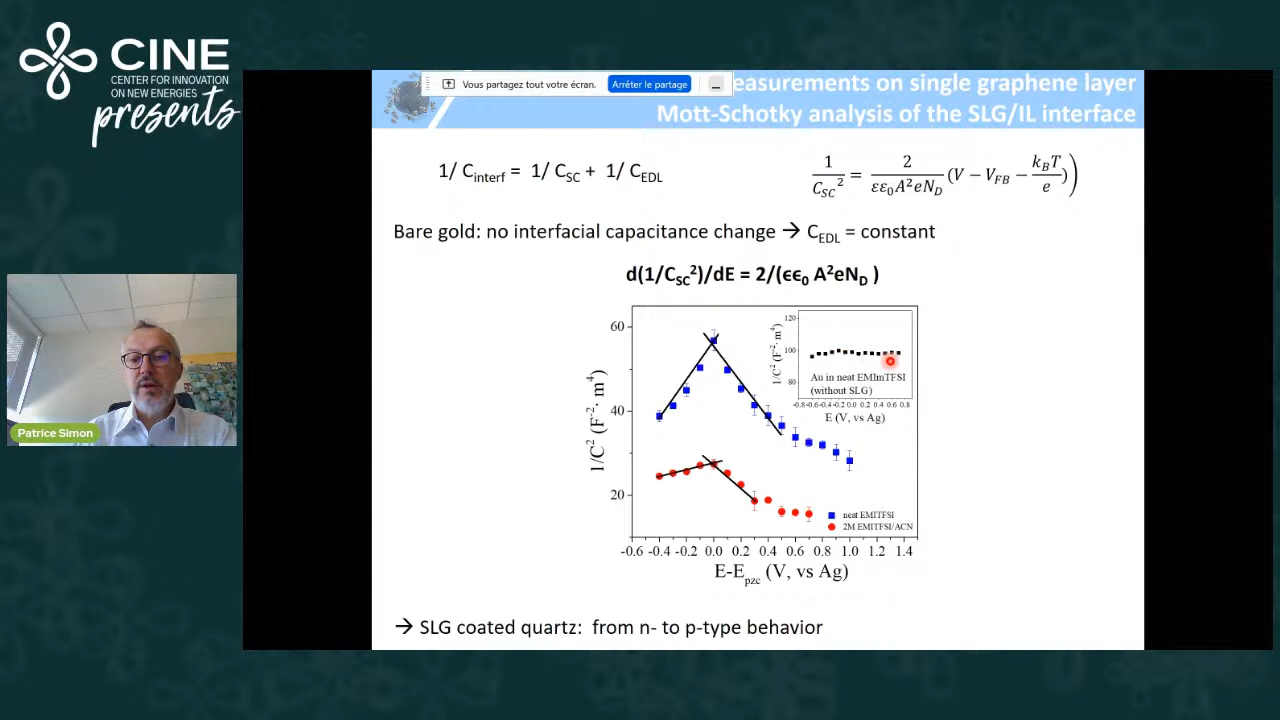 CINE
CENTER FOR INNOVATION
ON NEW ENERGIES
presents
Vous partagez tout votre écran. Arrêter le partage
easurements on single graphene layer
Mott-Schotky analysis of the SLG/IL interface
1/ C_interf = 1/ C_SC + 1/ C_EDL
1/C_SC² = 2/(εε₀A²eN_D) (V − V_FB − k_BT/e))
Bare gold: no interfacial capacitance change → C_EDL = constant
d(1/C_SC²)/dE = 2/(ϵϵ₀ A²eN_D )
60
40
20
1/C² (F⁻²· m⁴)
120
100
80
1/C² (F⁻²· m⁴)
Au in neat EMImTFSI
(without SLG)
-0.8 -0.6 -0.4 -0.2 0.0 0.2 0.4 0.6 0.8
E (V, vs Ag)
neat EMITFSI
2M EMITFSI/ACN
-0.6 -0.4 -0.2 0.0 0.2 0.4 0.6 0.8 1.0 1.2 1.4
E-E_pzc (V, vs Ag)
→ SLG coated quartz: from n- to p-type behavior
Patrice Simon